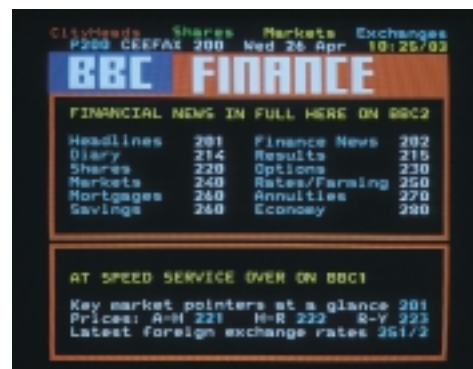 CityHeads Shares Markets Exchanges
P200 CEEFAX 200 Wed 26 Apr 10:25/03
BBC FINANCE
FINANCIAL NEWS IN FULL HERE ON BBC2
Headlines 201 Finance News 202
Diary 214 Results 215
Shares 220 Options 230
Markets 240 Rates/Farming 250
Mortgages 260 Annuities 270
Savings 260 Economy 280
AT SPEED SERVICE OVER ON BBC1
Key market pointers at a glance 201
Prices: A-H 221 H-R 222 R-Y 223
Latest foreign exchange rates 251/2